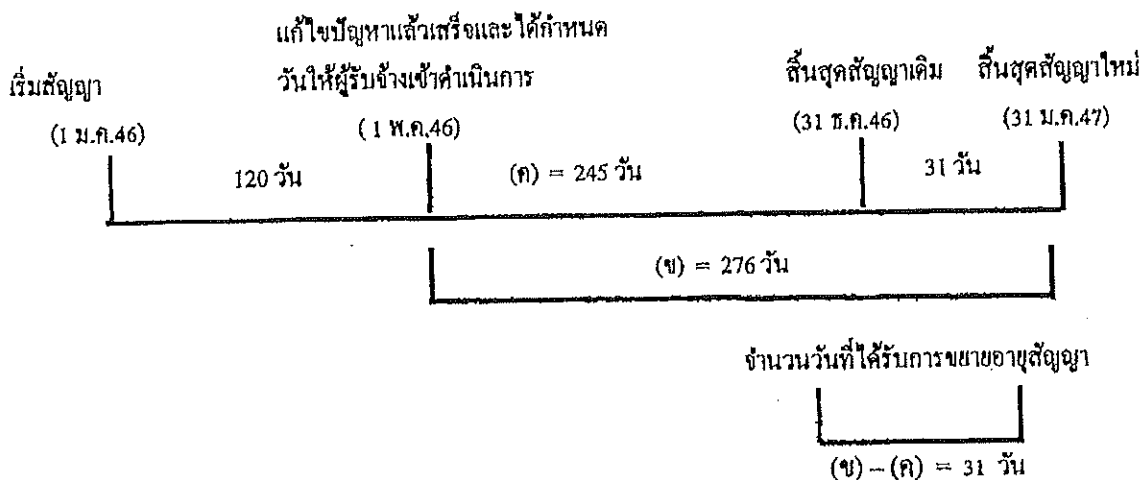 แก้ไขปัญหาแล้วเสร็จและได้กำหนด
เริ่มสัญญา วันให้ผู้รับจ้างเข้าดำเนินการ สิ้นสุดสัญญาเดิม สิ้นสุดสัญญาใหม่
(1 ม.ค.46) (1 พ.ค.46) (31 ธ.ค.46) (31 ม.ค.47)
120 วัน (ค) = 245 วัน 31 วัน
(ข) = 276 วัน
จำนวนวันที่ได้รับการขยายอายุสัญญา
(ข) – (ค) = 31 วัน